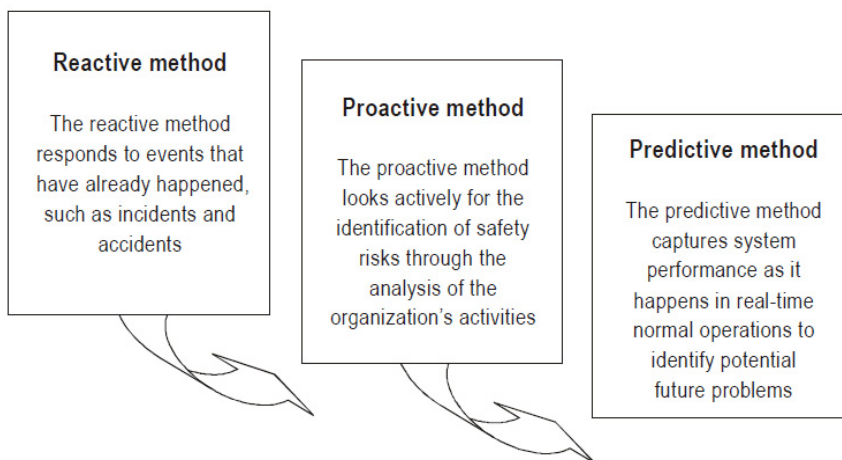 Reactive method
The reactive method
responds to events that
have already happened,
such as incidents and
accidents
Proactive method
The proactive method
looks actively for the
identification of safety
risks through the
analysis of the
organization's activities
Predictive method
The predictive method
captures system
performance as it
happens in real-time
normal operations to
identify potential
future problems